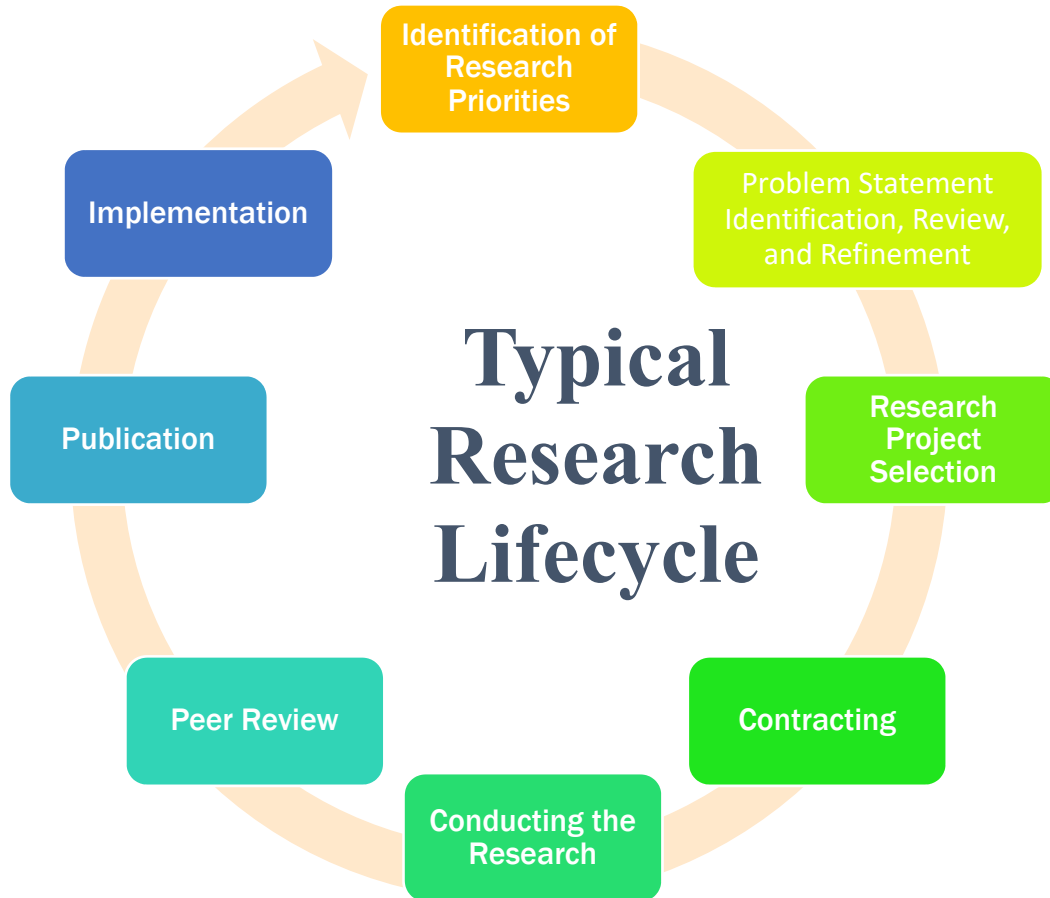 Identification of
Research
Priorities
Problem Statement
Identification, Review,
and Refinement
Research
Project
Selection
Contracting
Conducting the
Research
Peer Review
Publication
Implementation
Typical
Research
Lifecycle